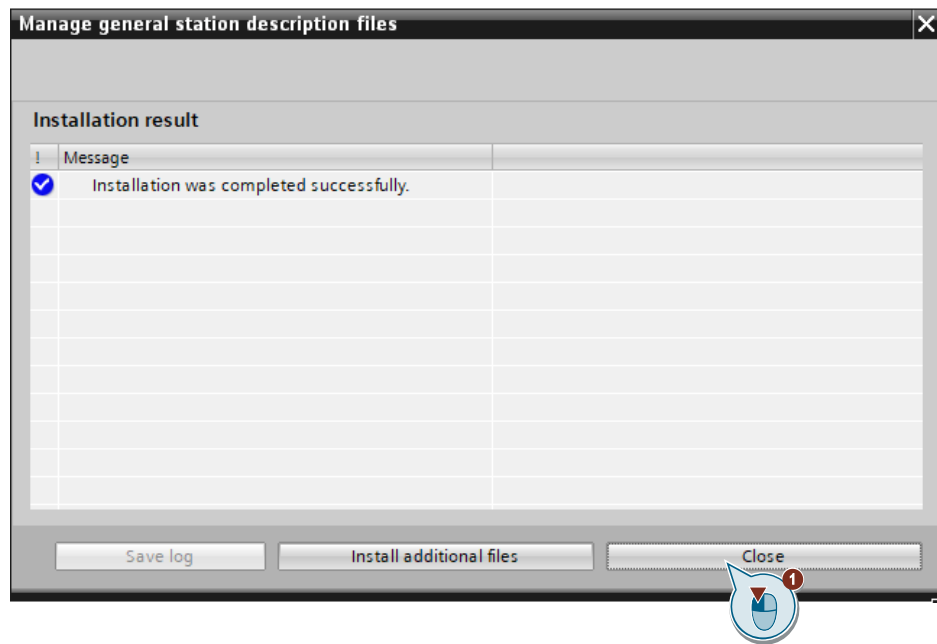 Manage general station description files
Installation result
! Message
Installation was completed successfully.
Save log Install additional files Close
1